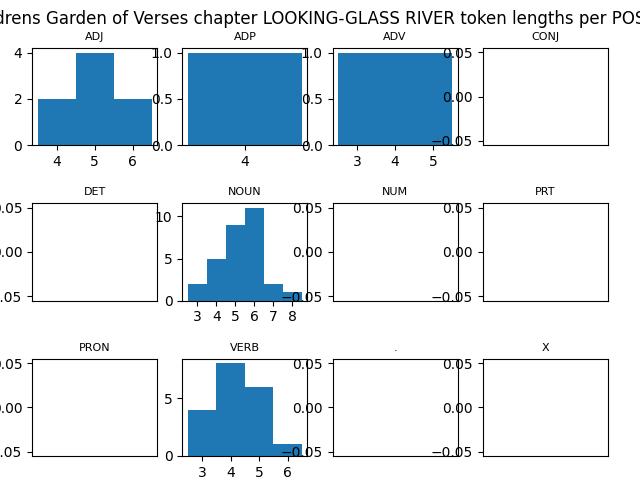 drens Garden of Verses chapter LOOKING-GLASS RIVER token lengths per POS
ADJ ADP ADV CONJ
4 1.0 1.0 0.05
2 0.5 0.5 0.00
0 0.0 0.0 −0.05
4 5 6 4 3 4 5
DET NOUN NUM PRT
0.05 10 0.05 0.05
0.00 5 0.00 0.00
0.05 0 −0.05 −0.05
3 4 5 6 7 8
PRON VERB . X
0.05 0.05 0.05
0.00 5 0.00 0.00
0.05 0 −0.05 −0.05
3 4 5 6